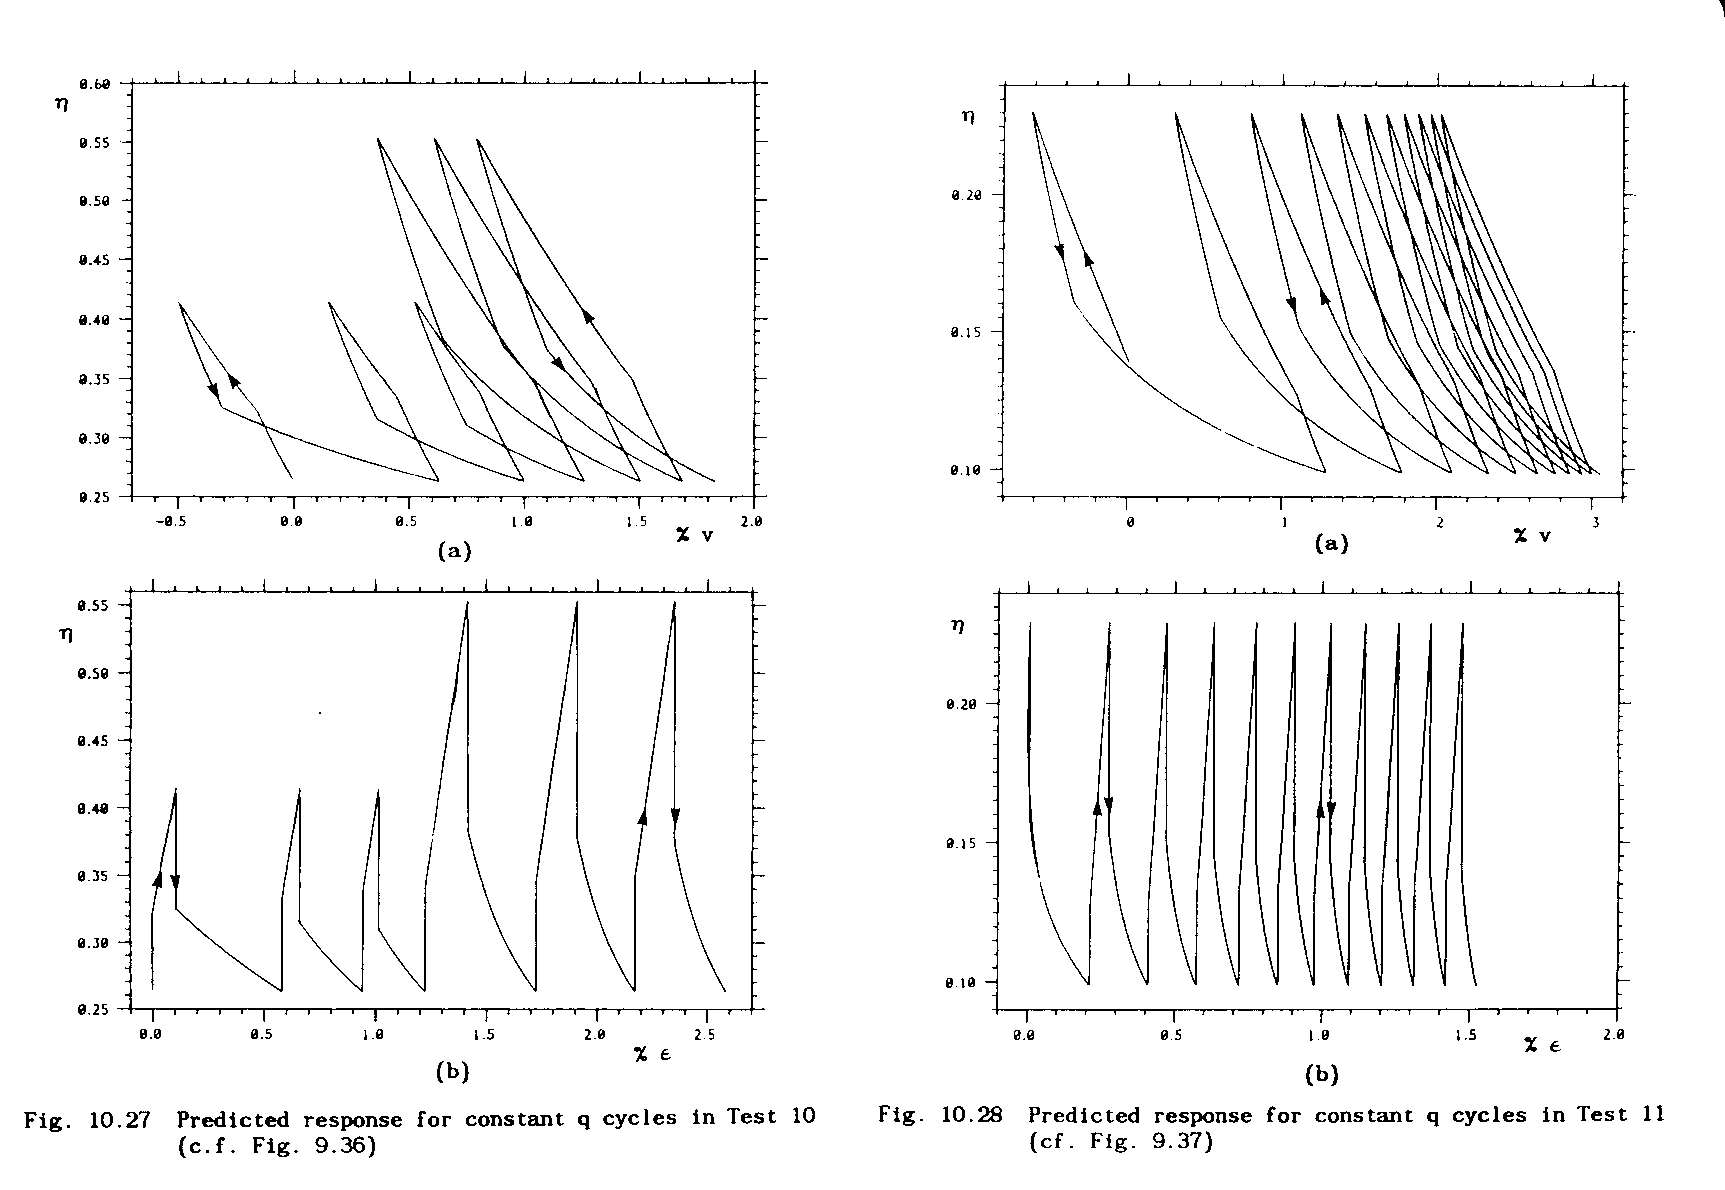 0.60
η
0.55
0.50
0.45
0.40
0.35
0.30
0.25
-0.5 0.0 0.5 1.0 1.5 2.0
% v
(a)
0.55
η
0.50
0.45
0.40
0.35
0.30
0.25
0.0 0.5 1.0 1.5 2.0 2.5
% ϵ
(b)
Fig. 10.27 Predicted response for constant q cycles in Test 10
(c.f. Fig. 9.36)
η
0.20
0.15
0.10
0 1 2 3
% v
(a)
η
0.20
0.15
0.10
0.0 0.5 1.0 1.5 2.0
% ϵ
(b)
Fig. 10.28 Predicted response for constant q cycles in Test 11
(cf. Fig. 9.37)